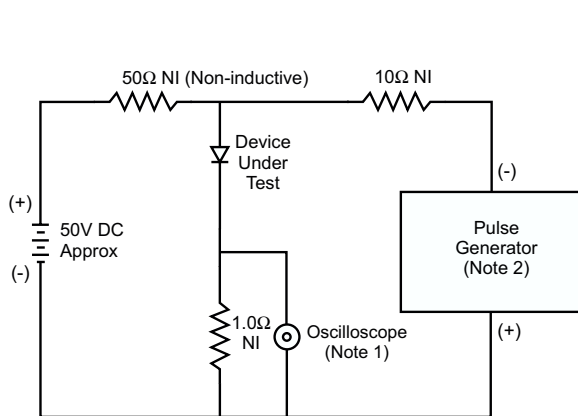 50Ω NI (Non-inductive)
10Ω NI
Device
Under
Test
(-)
(+)
50V DC
Approx
(-)
Pulse
Generator
(Note 2)
1.0Ω
NI
Oscilloscope
(Note 1)
(+)